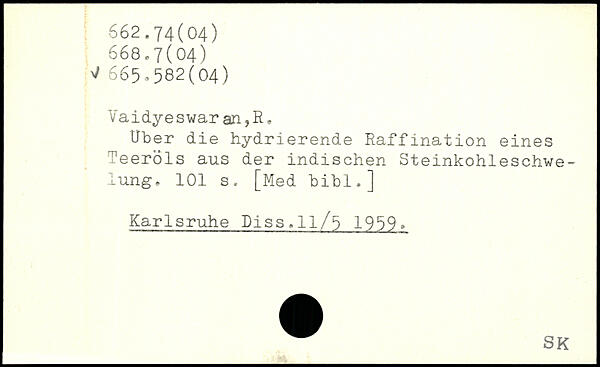 662.74(04)
668.7(04)
✓ 665.582(04)
Vaidyeswaran,R.
Uber die hydrierende Raffination eines
Teeröls aus der indischen Steinkohleschwe-
lung. 101 s. [Med bibl.]
Karlsruhe Diss.11/5 1959.
SK